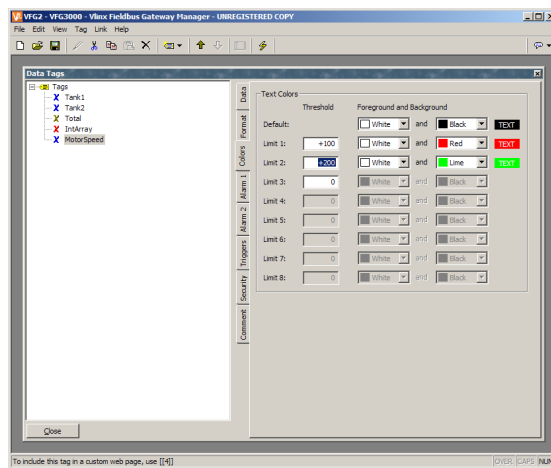 VFG2 - VFG3000 - Vlinx Fieldbus Gateway Manager - UNREGISTERED COPY
File Edit View Tag Link Help
Data Tags
Tags
Tank1
Tank2
Total
IntArray
MotorSpeed
Close
Data
Format
Colors
Alarm 1
Alarm 2
Triggers
Security
Comment
Text Colors
Threshold Foreground and Background
Default: White and Black TEXT
Limit 1: +100 White and Red TEXT
Limit 2: +200 White and Lime TEXT
Limit 3: 0 White and Black
Limit 4: 0 White and Black
Limit 5: 0 White and Black
Limit 6: 0 White and Black
Limit 7: 0 White and Black
Limit 8: 0 White and Black
To include this tag in a custom web page, use [[4]] OVER CAPS NUM